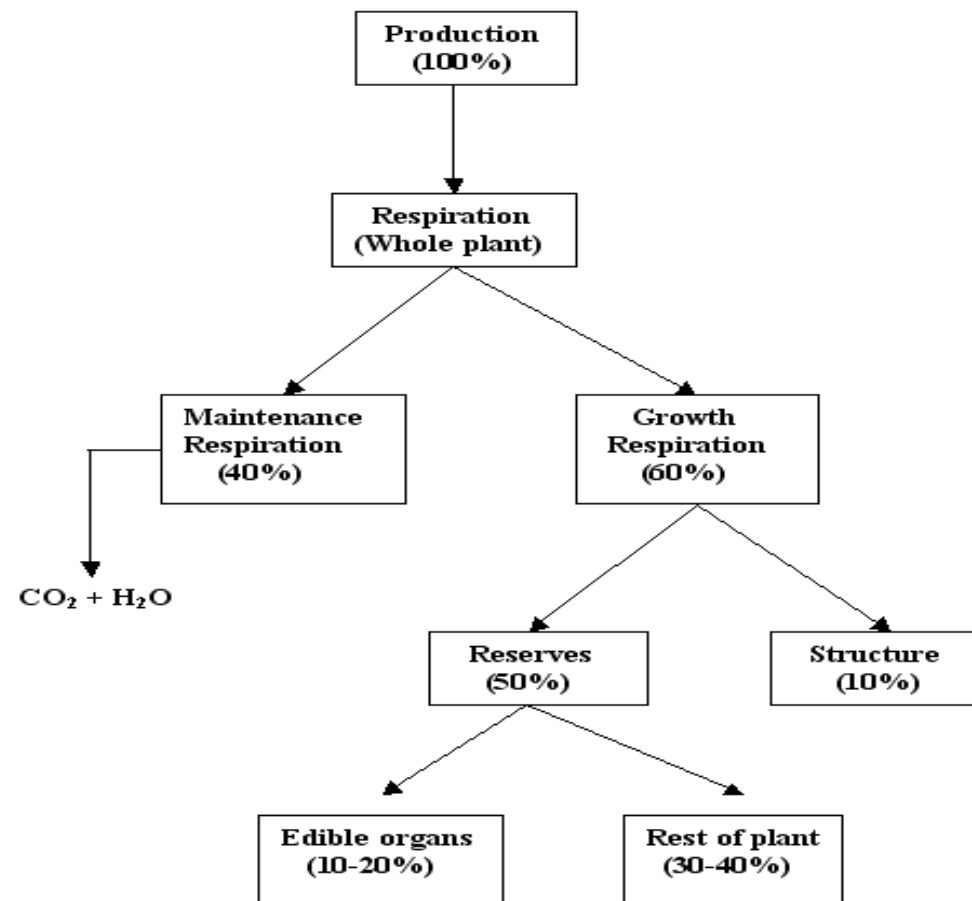 Production
(100%)
Respiration
(Whole plant)
Maintenance
Respiration
(40%)
Growth
Respiration
(60%)
CO₂ + H₂O
Reserves
(50%)
Structure
(10%)
Edible organs
(10-20%)
Rest of plant
(30-40%)